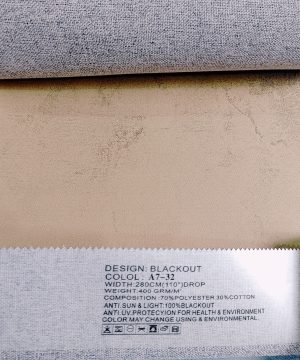 DESIGN: BLACKOUT
COLOL: A7-32
WIDTH:280CM(110")DROP
WEIGHT:400 GRM/M²
COMPOSITION :70%POLYESTER 30%COTTON
ANTI.SUN & LIGHT:100%BLACKOUT
ANTI UV.PROTECYION FOR HEALTH & ENVIRONMENT
COLOR MAY CHANGE USING & ENVIRONMENTAL